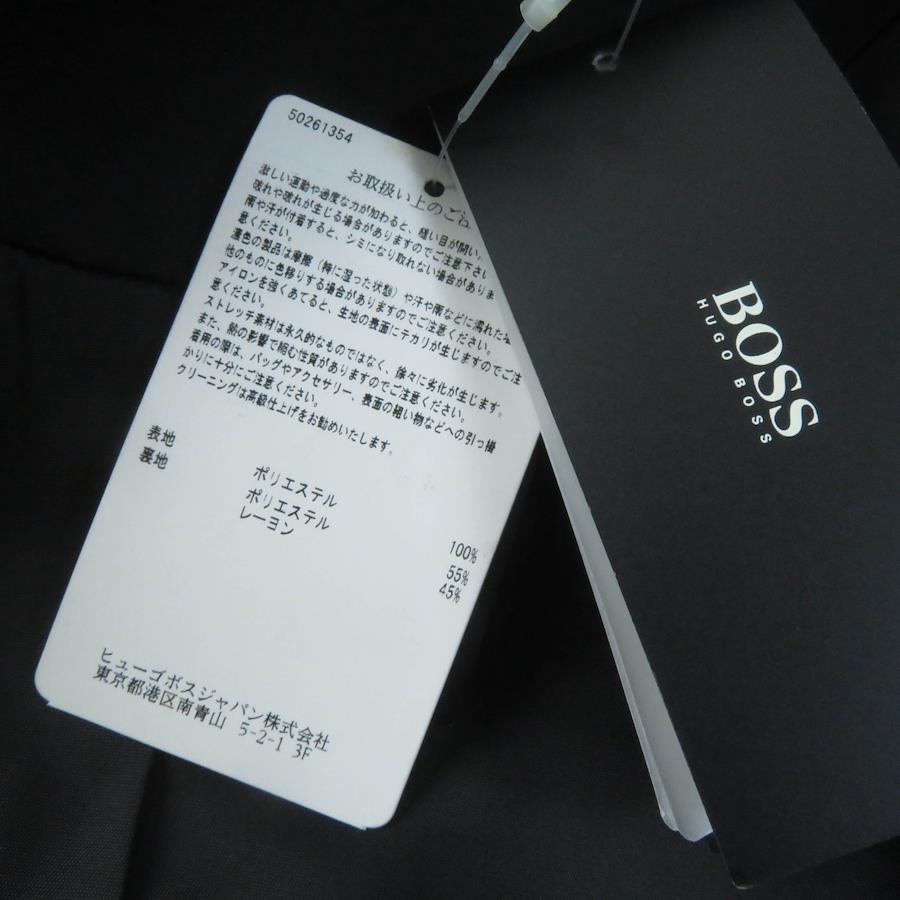 50261354
お取扱い上のご注
激しい運動や過度な力が加わると、縫い目が開い
破れや破れが生じる場合がありますのでご注意下さい
雨や汗が付着すると、シミになり取れない場合がありま
意ください。
濃色の製品は摩擦（特に湿った状態）や汗や雨などに濡れた
他のものに色移りする場合がありますのでご注意ください。
アイロンを強くあてると、生地の表面にテカリが生じますのでご注
意ください。
ストレッチ素材は永久的なものではなく、徐々に劣化が生じます。
また、熱の影響で縮む性質がありますのでご注意ください。
着用の際は、バッグやアクセサリー、表面の粗い物などへの引っ掛
かりに十分にご注意ください。
クリーニングは高級仕上げをお勧めいたします。
表地 ポリエステル 100%
裏地 ポリエステル 55%
レーヨン 45%
ヒューゴボスジャパン株式会社
東京都港区南青山 5-2-1 3F
BOSS
HUGO BOSS